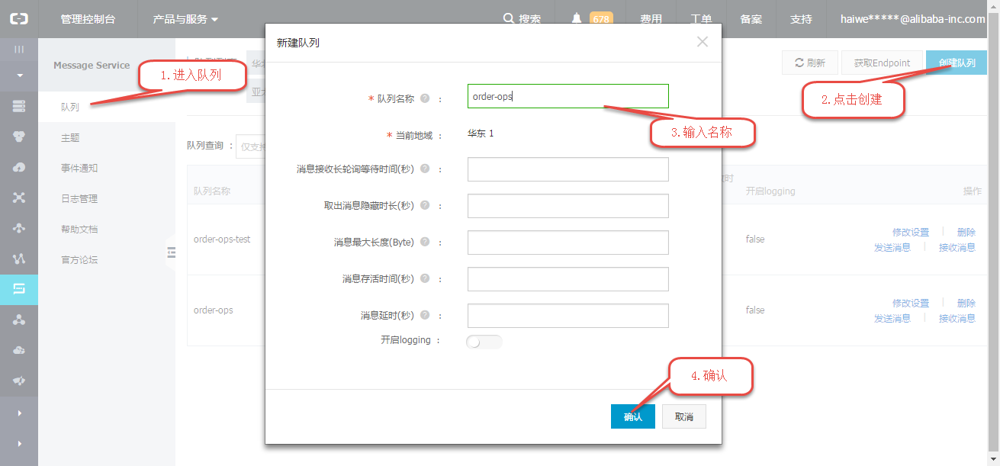 管理控制台
产品与服务
搜索
678
费用
工单
备案
支持
haiwe*****@alibaba-inc.com
Message Service
队列
主题
事件通知
日志管理
帮助文档
官方论坛
1.进入队列
刷新
获取Endpoint
创建队列
2.点击创建
队列查询 ：
仅支持
队列名称
开启logging
操作
order-ops-test
false
修改设置
删除
发送消息
接收消息
order-ops
false
修改设置
删除
发送消息
接收消息
新建队列
* 队列名称 ? ：
order-ops
3.输入名称
* 当前地域 ：
华东 1
消息接收长轮询等待时间(秒) ? ：
取出消息隐藏时长(秒) ? ：
消息最大长度(Byte) ? ：
消息存活时间(秒) ? ：
消息延时(秒) ? ：
开启logging ：
4.确认
确认
取消